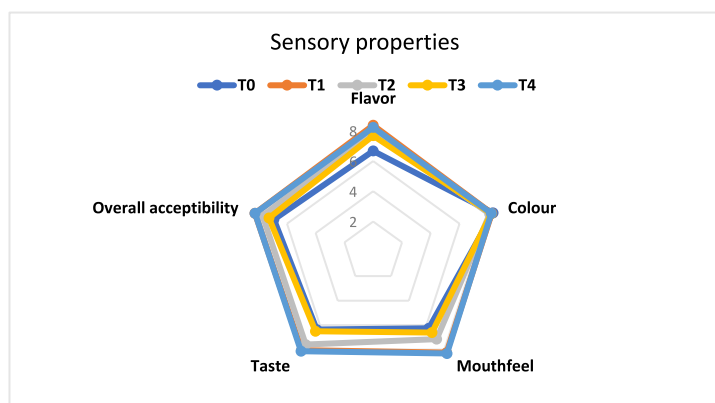 Sensory properties
T0 T1 T2 T3 T4
Flavor
8
6
4
2
Overall acceptibility
Colour
Taste
Mouthfeel